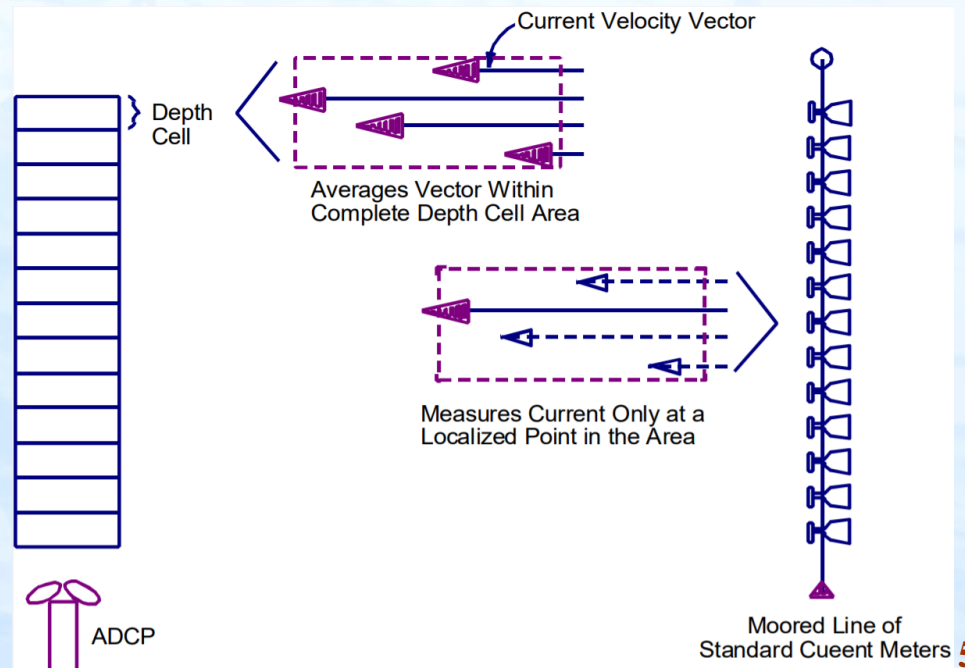 Current Velocity Vector
Depth
Cell
Averages Vector Within
Complete Depth Cell Area
Measures Current Only at a
Localized Point in the Area
ADCP
Moored Line of
Standard Cueent Meters
5